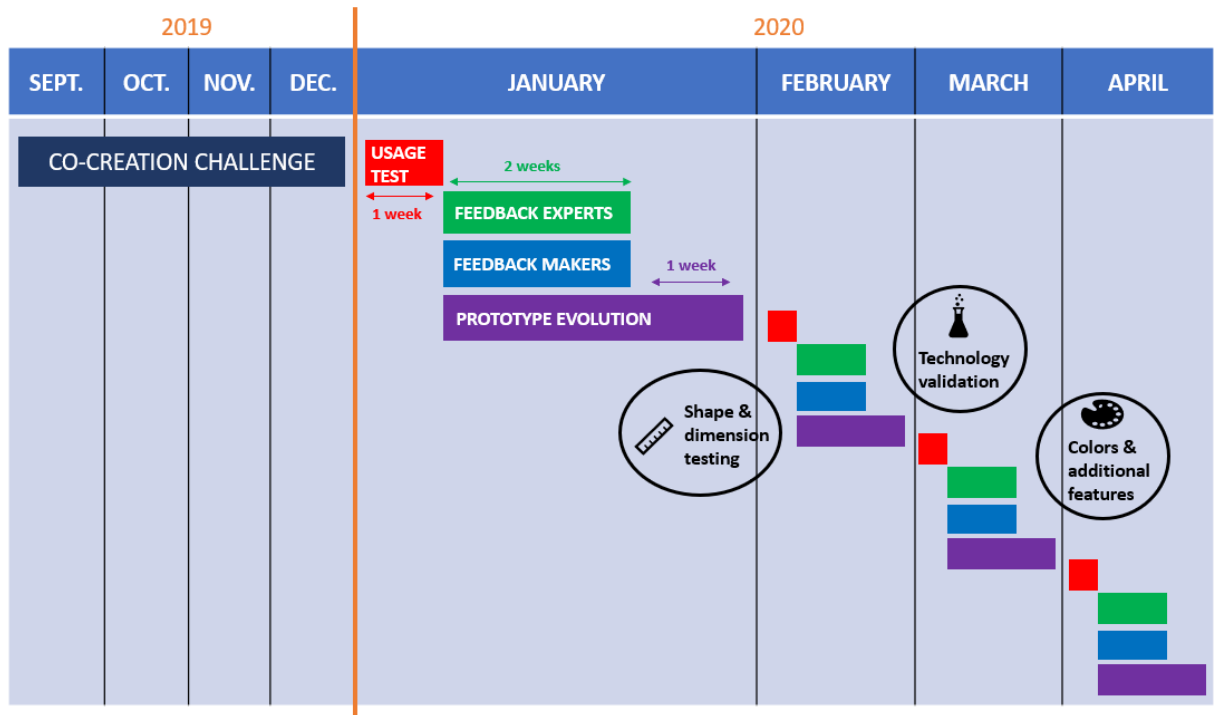 2019
2020
SEPT.
OCT.
NOV.
DEC.
JANUARY
FEBRUARY
MARCH
APRIL
CO-CREATION CHALLENGE
USAGE
TEST
1 week
2 weeks
FEEDBACK EXPERTS
FEEDBACK MAKERS
1 week
PROTOTYPE EVOLUTION
Shape &
dimension
testing
Technology
validation
Colors &
additional
features